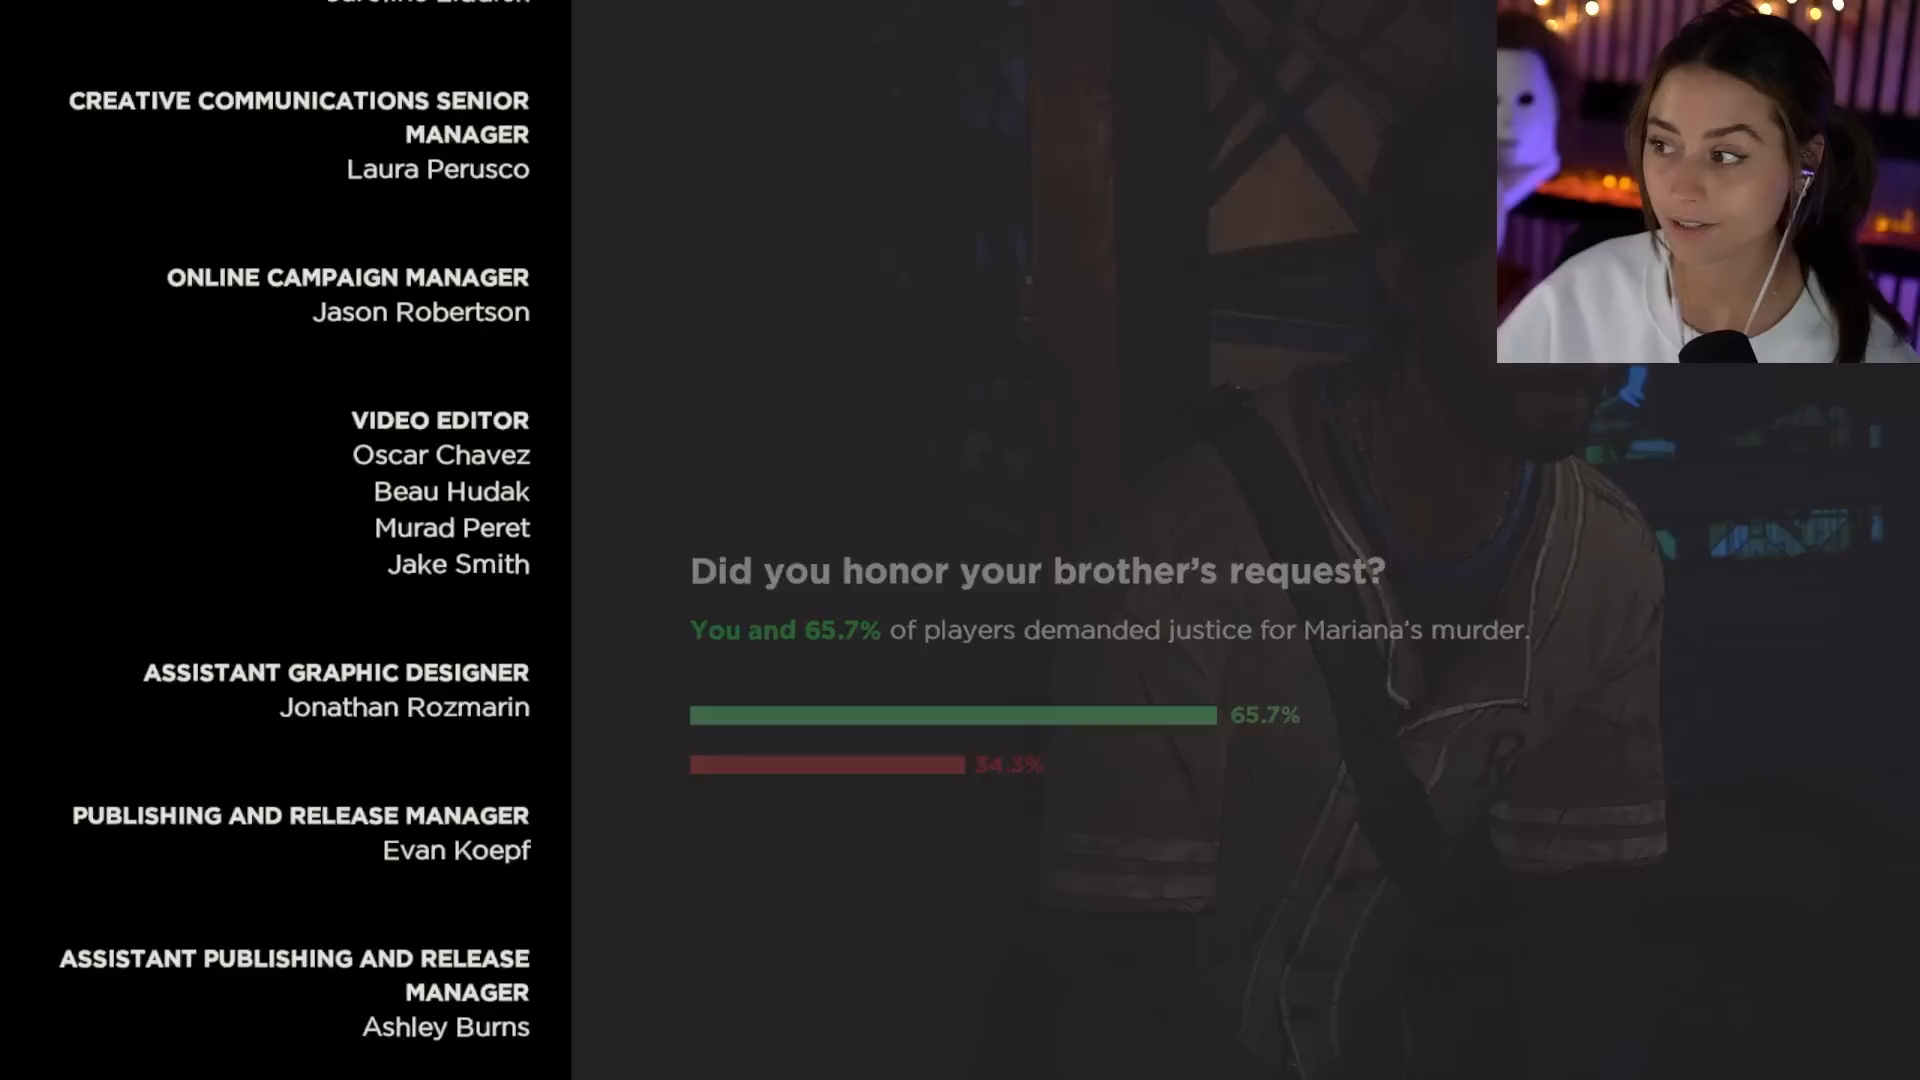 CREATIVE COMMUNICATIONS SENIOR
MANAGER
Laura Perusco
ONLINE CAMPAIGN MANAGER
Jason Robertson
VIDEO EDITOR
Oscar Chavez
Beau Hudak
Murad Peret
Jake Smith
ASSISTANT GRAPHIC DESIGNER
Jonathan Rozmarin
PUBLISHING AND RELEASE MANAGER
Evan Koepf
ASSISTANT PUBLISHING AND RELEASE
MANAGER
Ashley Burns
Did you honor your brother's request?
You and 65.7% of players demanded justice for Mariana's murder.
65.7%
34.3%